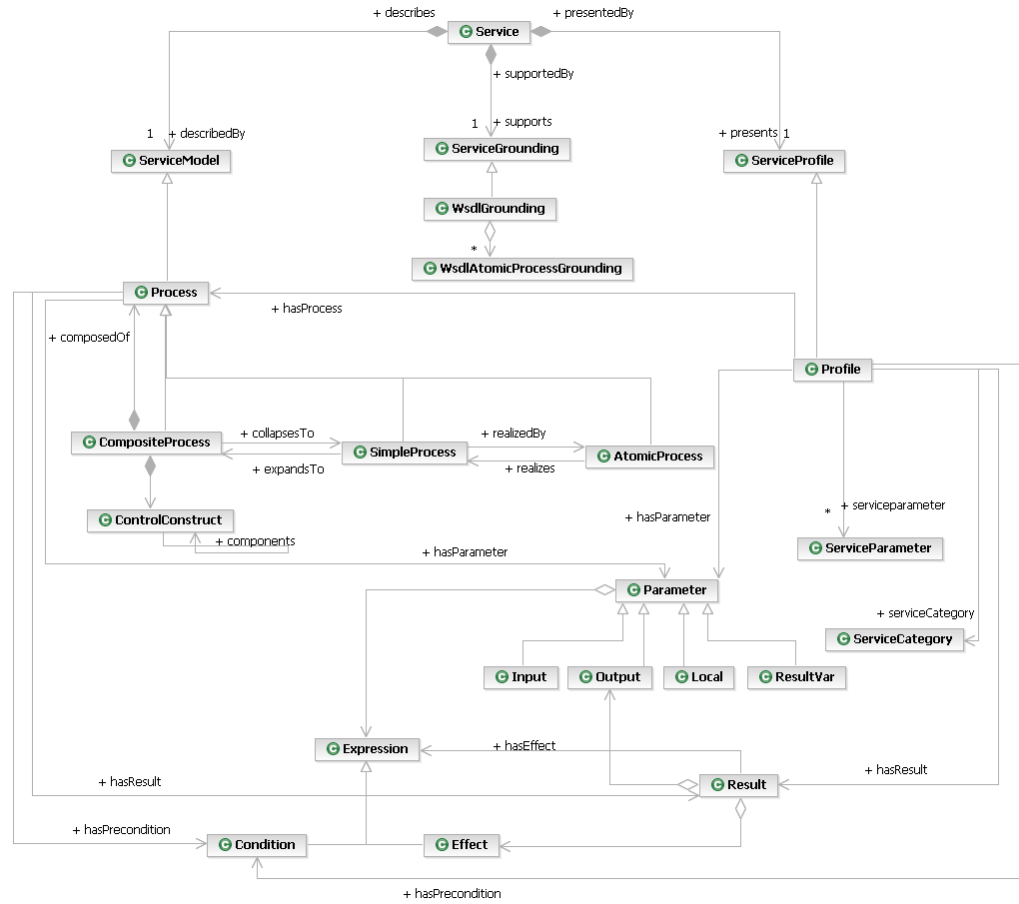 + describes
Service
+ presentedBy
+ supportedBy
1 + describedBy
1 + supports
+ presents 1
ServiceModel
ServiceGrounding
ServiceProfile
WsdlGrounding
*
WsdlAtomicProcessGrounding
Process
+ hasProcess
+ composedOf
Profile
CompositeProcess
+ collapsesTo
SimpleProcess
+ realizedBy
AtomicProcess
+ expandsTo
+ realizes
+ serviceparameter
*
ControlConstruct
+ hasParameter
+ components
ServiceParameter
+ hasParameter
Parameter
+ serviceCategory
ServiceCategory
Input
Output
Local
ResultVar
Expression
+ hasEffect
+ hasResult
+ hasResult
Result
+ hasPrecondition
Condition
Effect
+ hasPrecondition